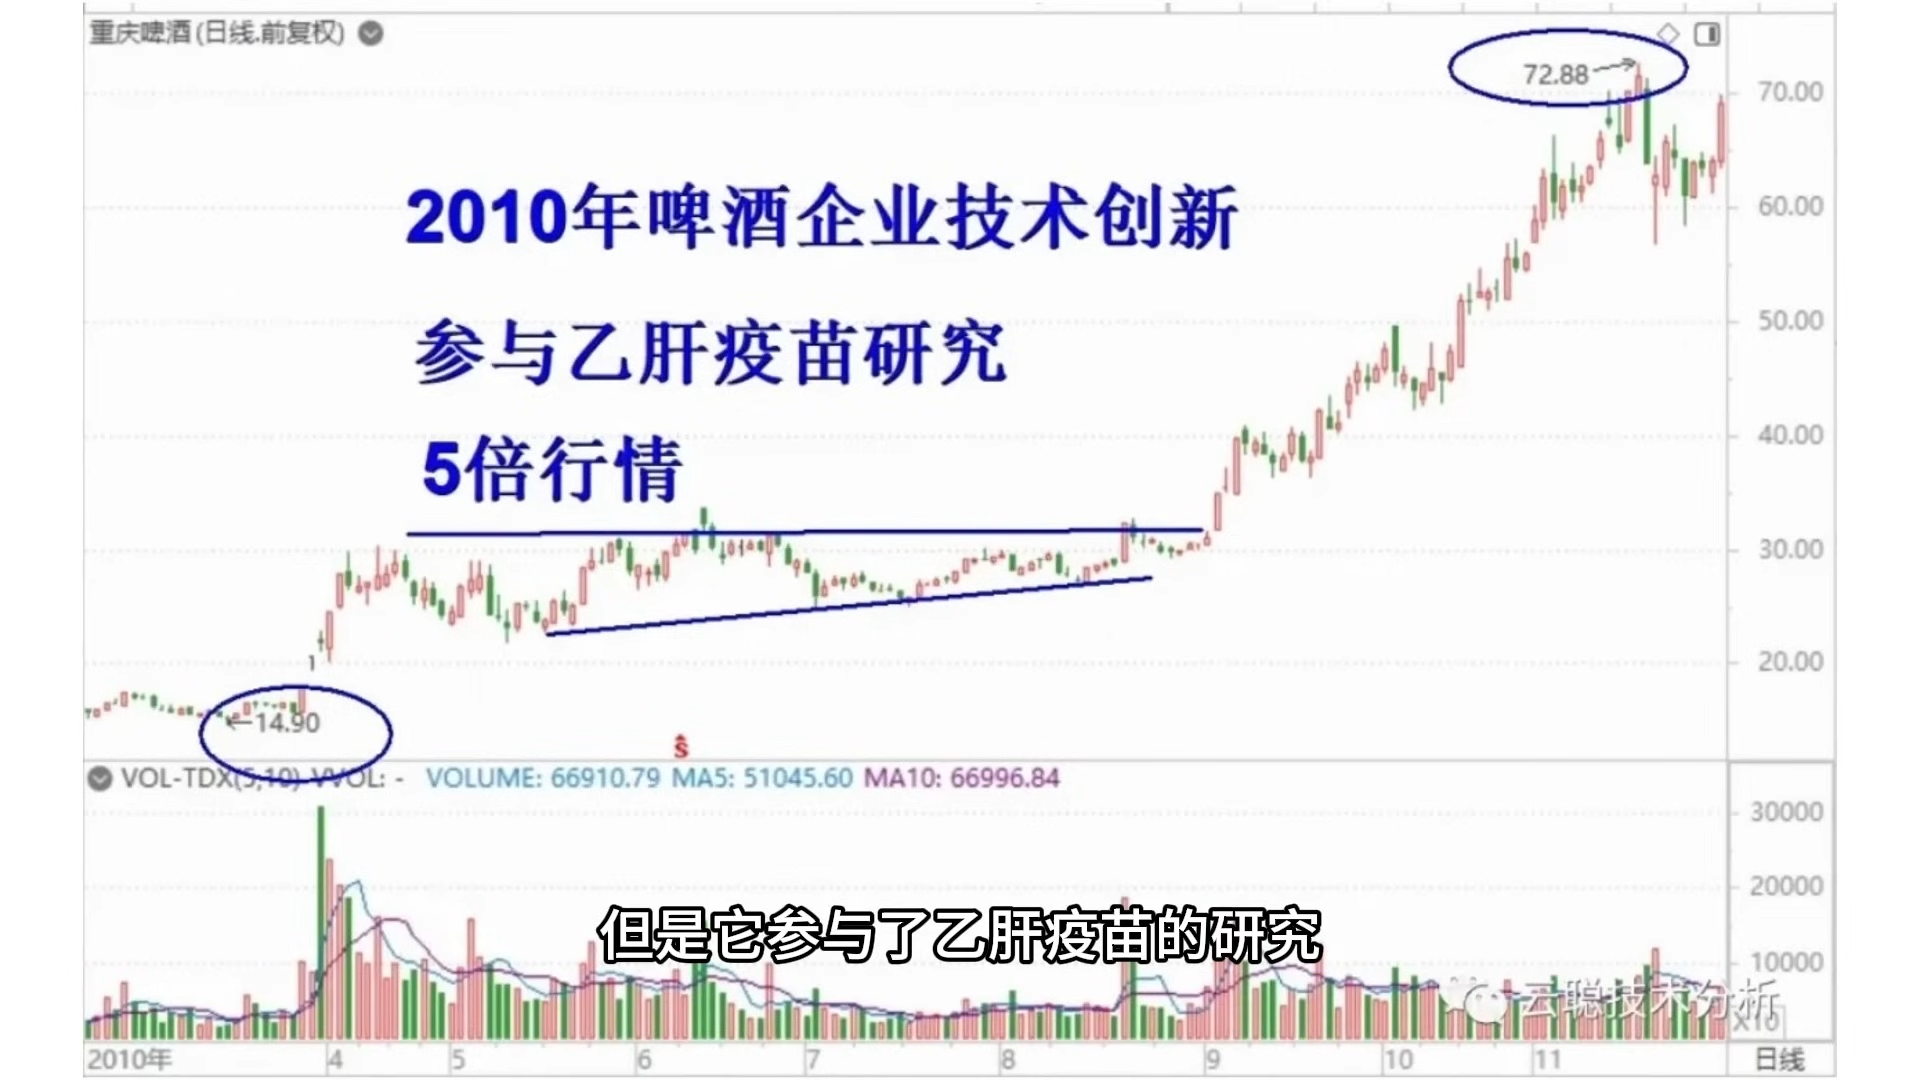 重庆啤酒(日线.前复权)
72.88
70.00
2010年啤酒企业技术创新
60.00
参与乙肝疫苗研究
50.00
5倍行情
40.00
30.00
1
20.00
14.90
S
VOL-TDX(5,10) VVOL: - VOLUME: 66910.79 MA5: 51045.60 MA10: 66996.84
30000
20000
但是它参与了乙肝疫苗的研究
10000
云聪技术分析
X10
2010年 4 5 6 7 8 9 10 11 日线